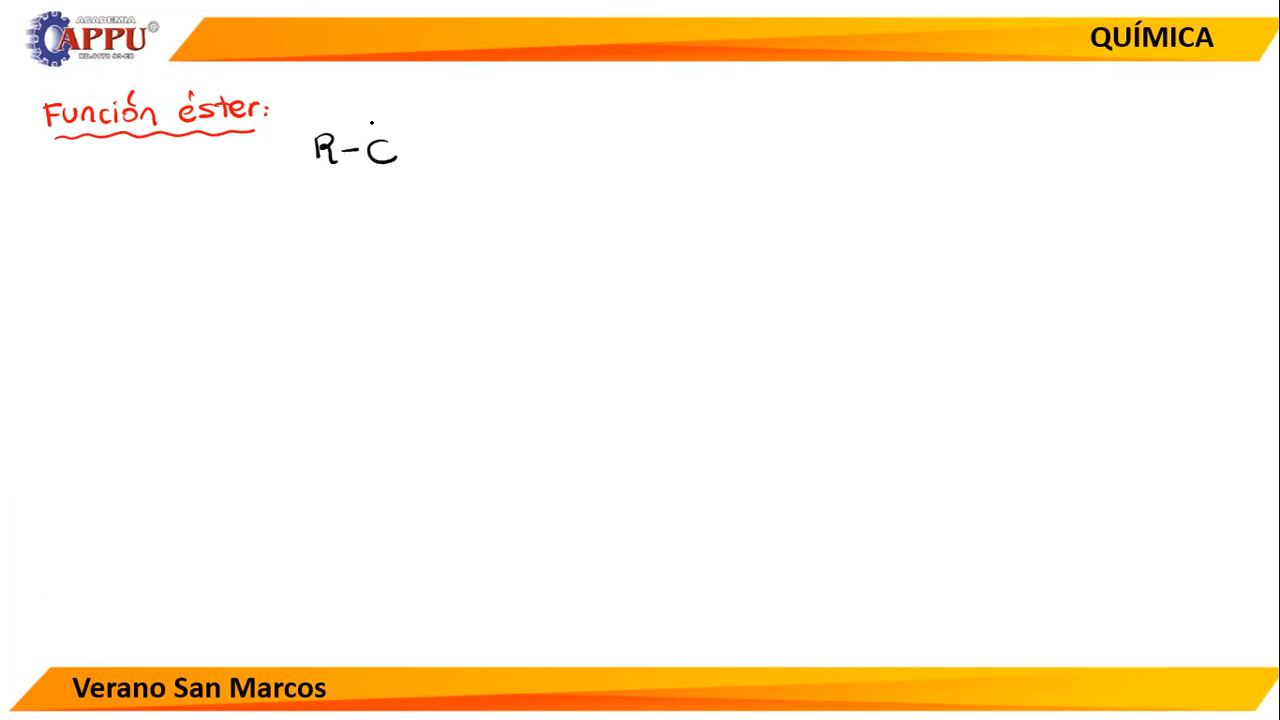 ACADEMIA
APPU®
QUÍMICA
Función éster:
R-C
Verano San Marcos